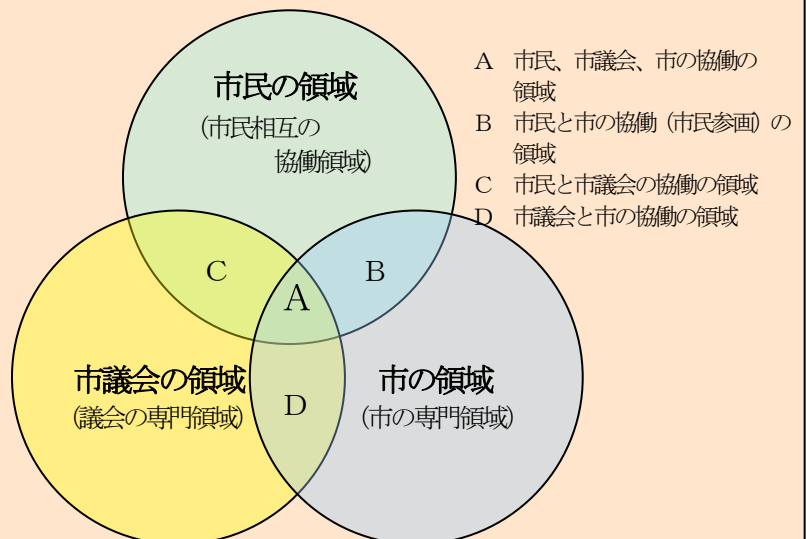 市民の領域
(市民相互の
協働領域)
A 市民、市議会、市の協働の
領域
B 市民と市の協働(市民参画)の
領域
C 市民と市議会の協働の領域
D 市議会と市の協働の領域
C
B
A
市議会の領域
(議会の専門領域)
D
市の領域
(市の専門領域)